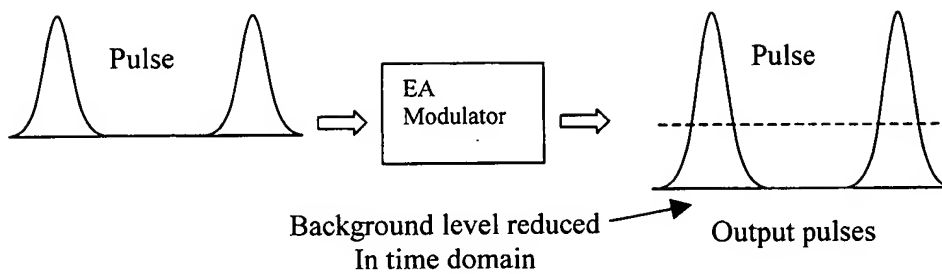 Pulse
EA
Modulator
Pulse
Background level reduced
In time domain
Output pulses